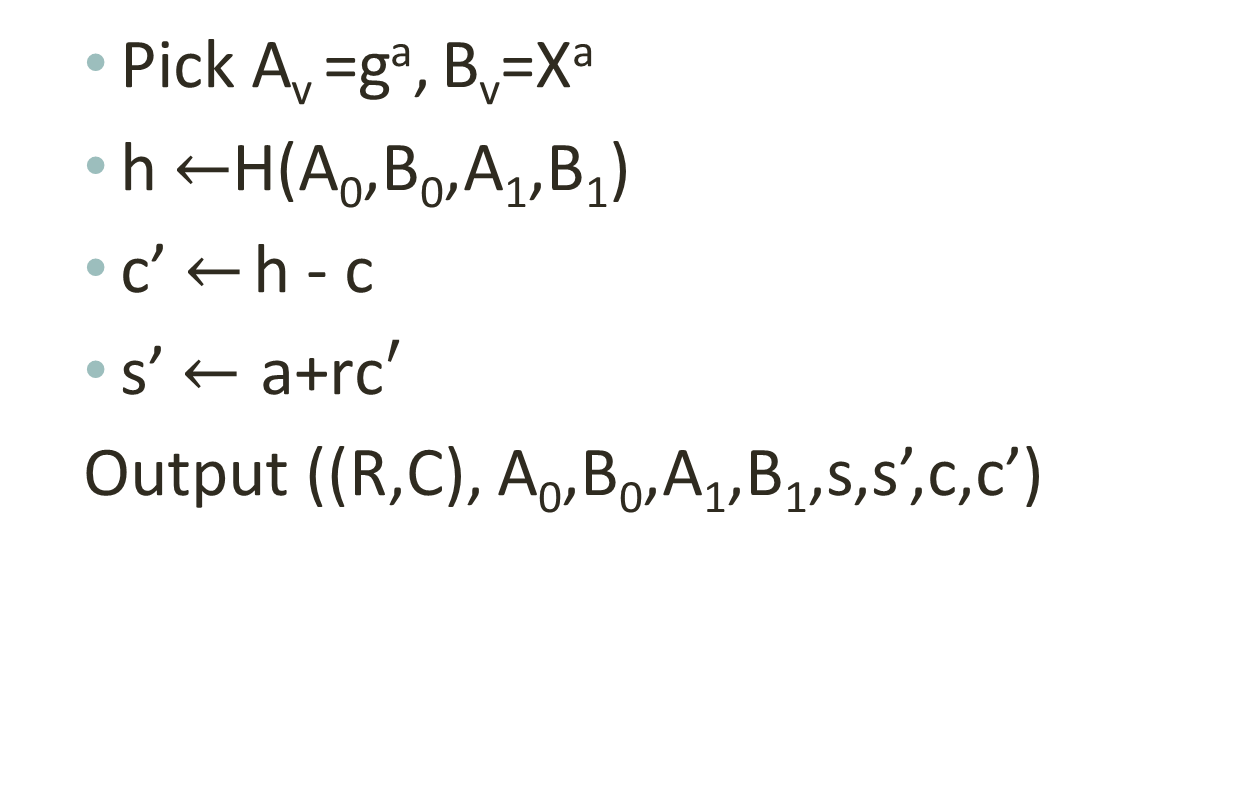 • Pick Aᵥ =gᵃ, Bᵥ=Xᵃ
• h ←H(A₀,B₀,A₁,B₁)
• c’ ← h - c
• s’ ← a+rc′
Output ((R,C), A₀,B₀,A₁,B₁,s,s’,c,c’)